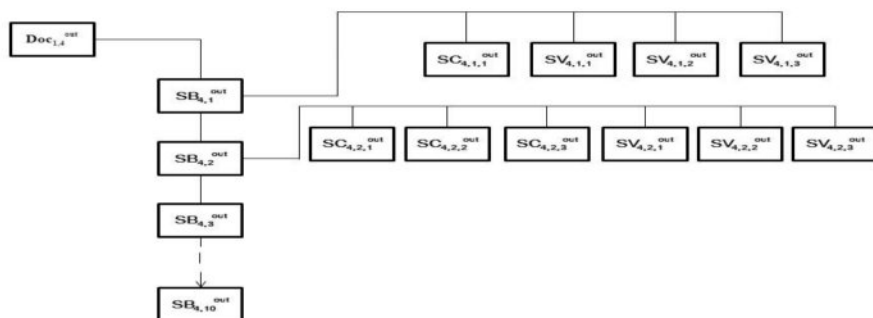 Doc₁,₄ᵒᵘᵗ
SC₄,₁,₁ᵒᵘᵗ SV₄,₁,₁ᵒᵘᵗ SV₄,₁,₂ᵒᵘᵗ SV₄,₁,₃ᵒᵘᵗ
SB₄,₁ᵒᵘᵗ
SC₄,₂,₁ᵒᵘᵗ SC₄,₂,₂ᵒᵘᵗ SC₄,₂,₃ᵒᵘᵗ SV₄,₂,₁ᵒᵘᵗ SV₄,₂,₂ᵒᵘᵗ SV₄,₂,₃ᵒᵘᵗ
SB₄,₂ᵒᵘᵗ
SB₄,₃ᵒᵘᵗ
SB₄,₁₀ᵒᵘᵗ